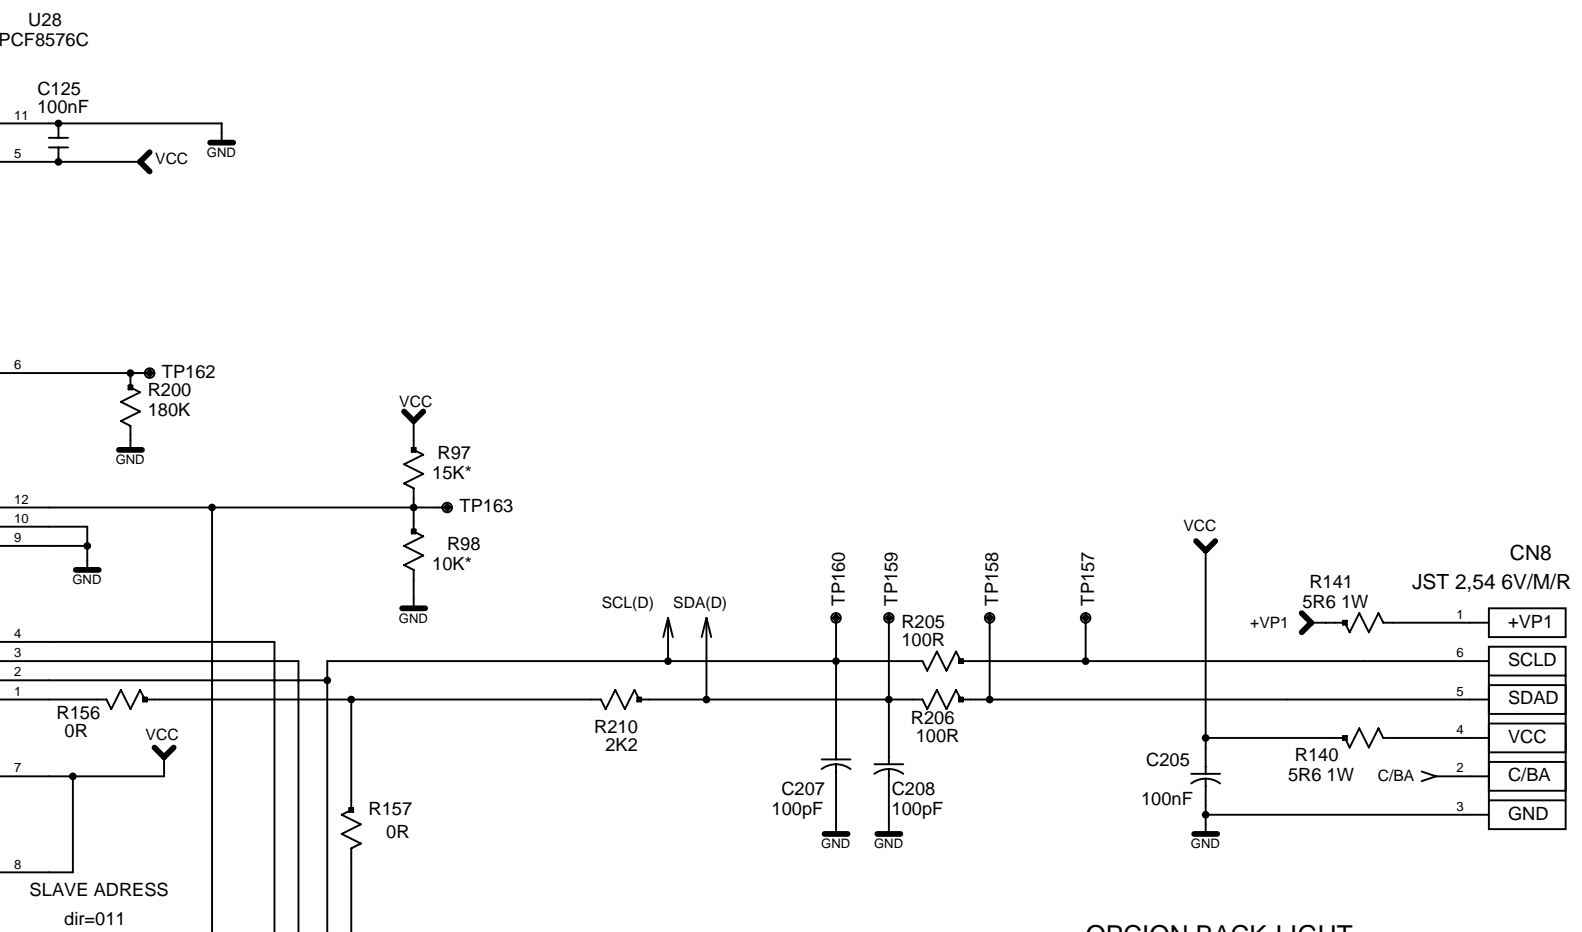 U28
PCF8576C
C125
100nF
11
GND
5
VCC
6
TP162
R200
180K
GND
VCC
R97
15K*
12
TP163
10
9
GND
R98
10K*
GND
4
3
2
1
R156
0R
VCC
7
8
SLAVE ADRESS
dir=011
R157
0R
SCL(D)
SDA(D)
R210
2K2
TP160
TP159
TP158
TP157
R205
100R
R206
100R
C207
100pF
GND
C208
100pF
GND
VCC
C205
100nF
GND
CN8
JST 2,54 6V/M/R
R141
5R6 1W
+VP1
1
+VP1
6
SCLD
5
SDAD
R140
5R6 1W
4
VCC
C/BA
2
C/BA
3
GND
OPCION BACK-LIGHT